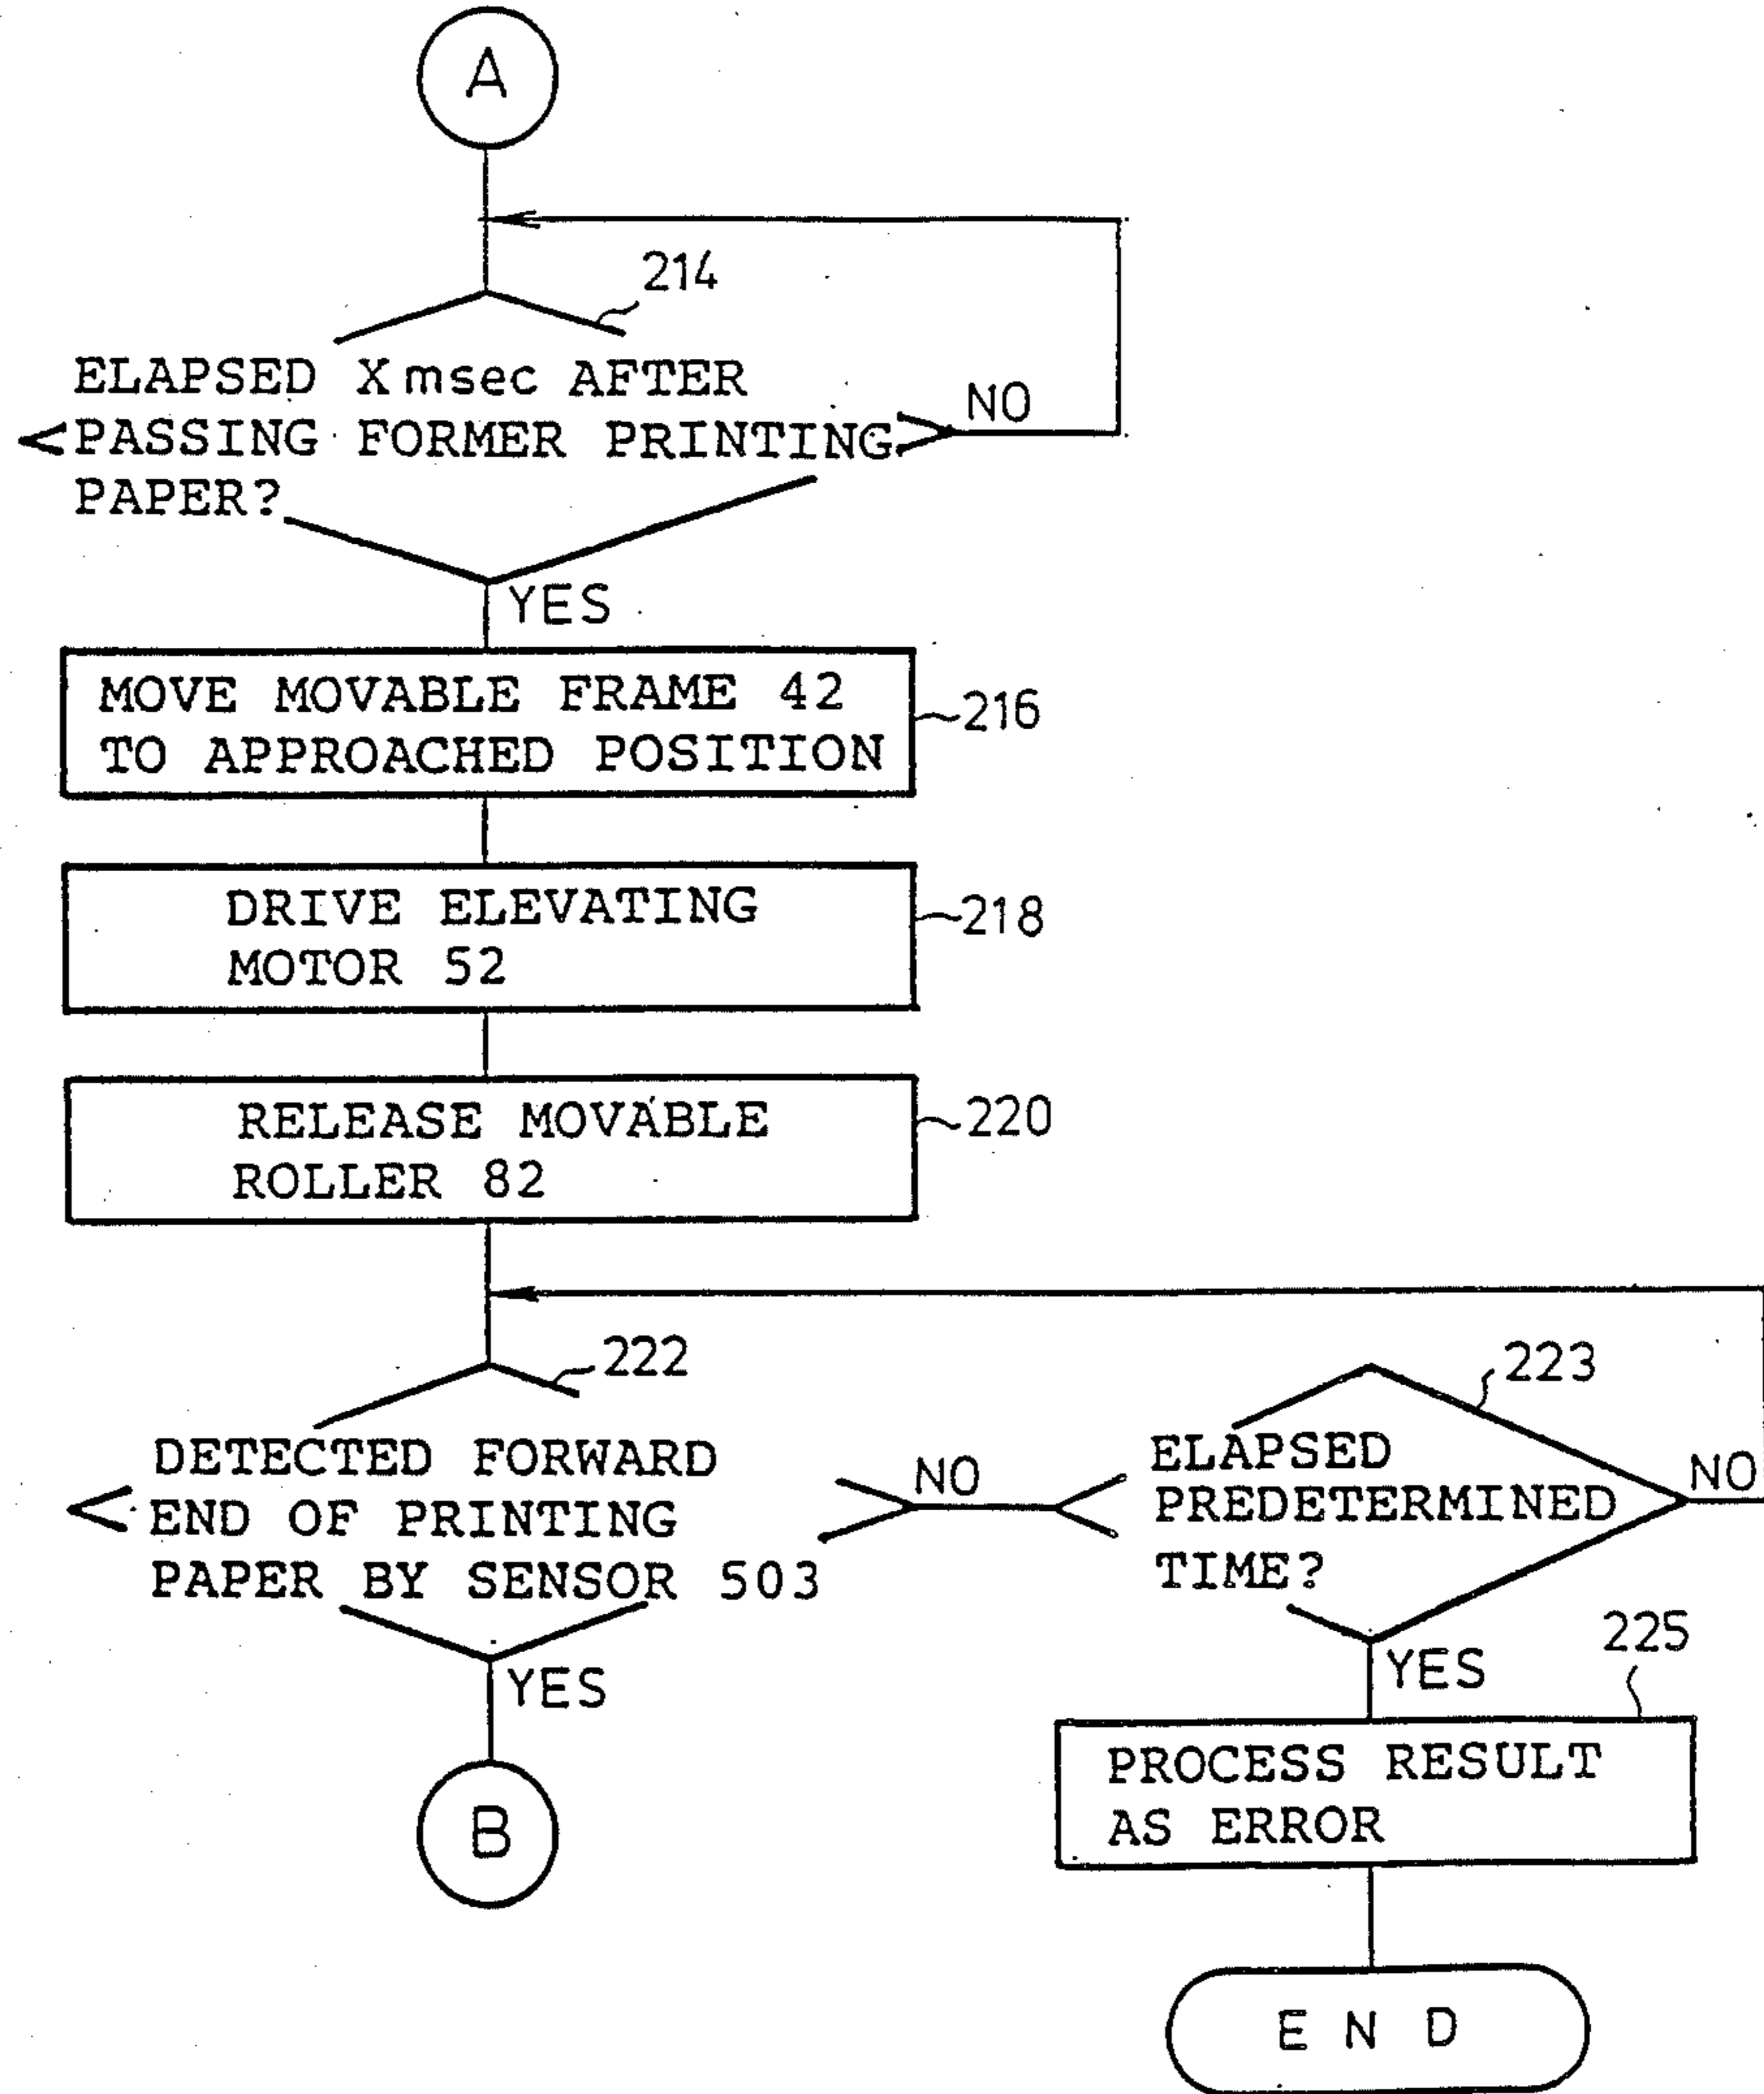 A
214
ELAPSED Xmsec AFTER
PASSING FORMER PRINTING
PAPER?
NO
YES
MOVE MOVABLE FRAME 42
TO APPROACHED POSITION
216
DRIVE ELEVATING
MOTOR 52
218
RELEASE MOVABLE
ROLLER 82
220
222
DETECTED FORWARD
END OF PRINTING
PAPER BY SENSOR 503
NO
YES
B
223
ELAPSED
PREDETERMINED
TIME?
NO
YES
225
PROCESS RESULT
AS ERROR
END